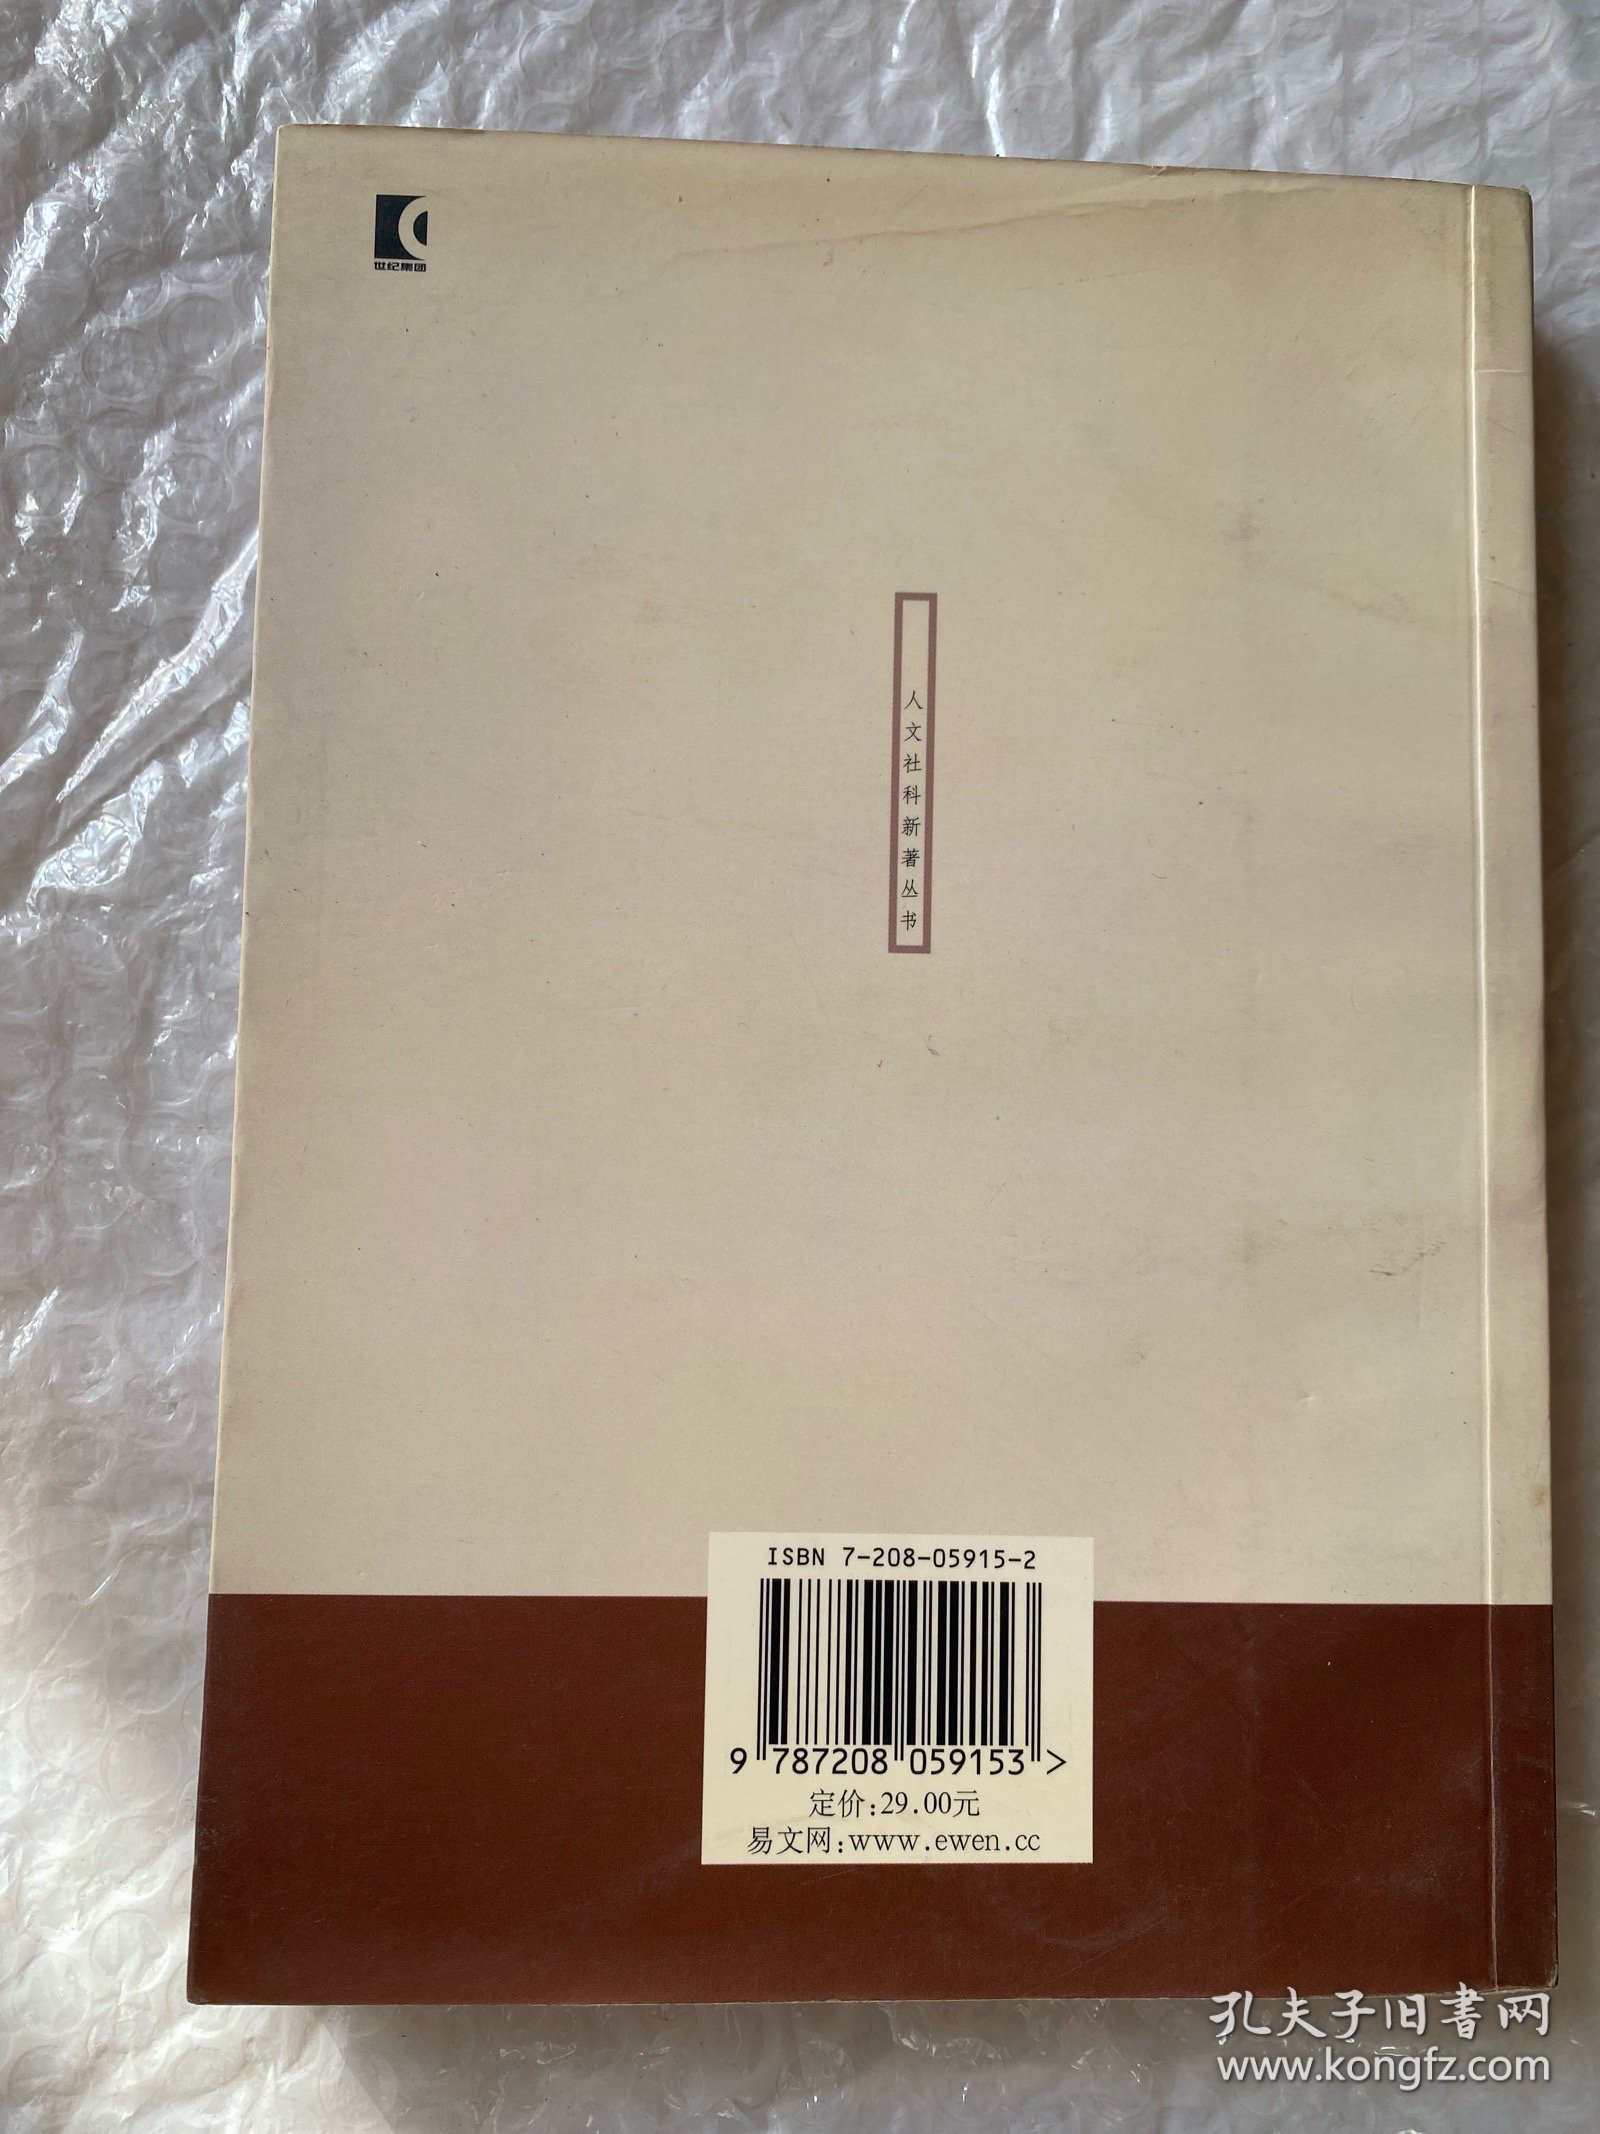 世纪集团
人文社科新著丛书
ISBN 7-208-05915-2
9 787208 059153 >
定价:29.00元
易文网:www.ewen.cc
孔夫子旧书网
www.kongfz.com